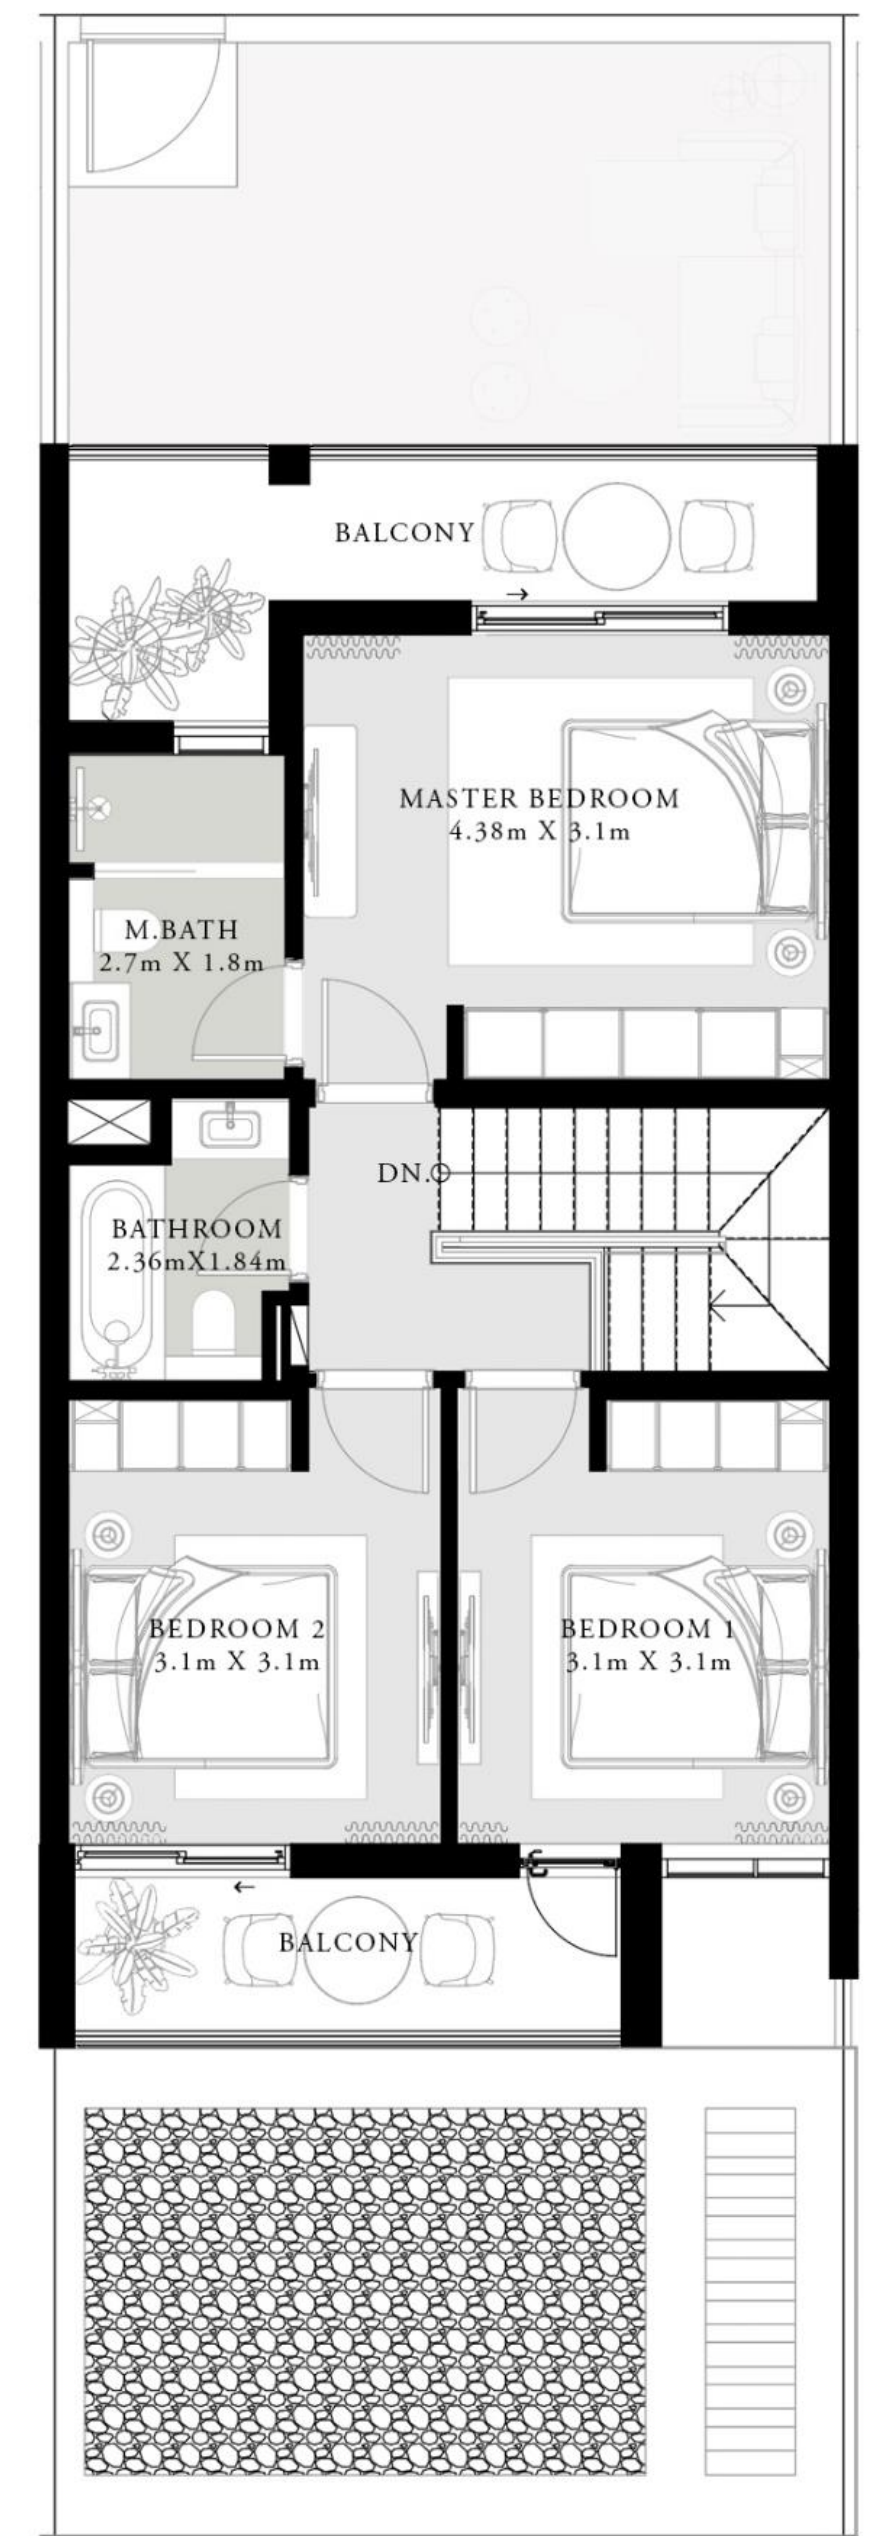 BALCONY
MASTER BEDROOM
4.38m X 3.1m
M.BATH
2.7m X 1.8m
DN.
BATHROOM
2.36mX1.84m
BEDROOM 2
3.1m X 3.1m
BEDROOM 1
3.1m X 3.1m
BALCONY